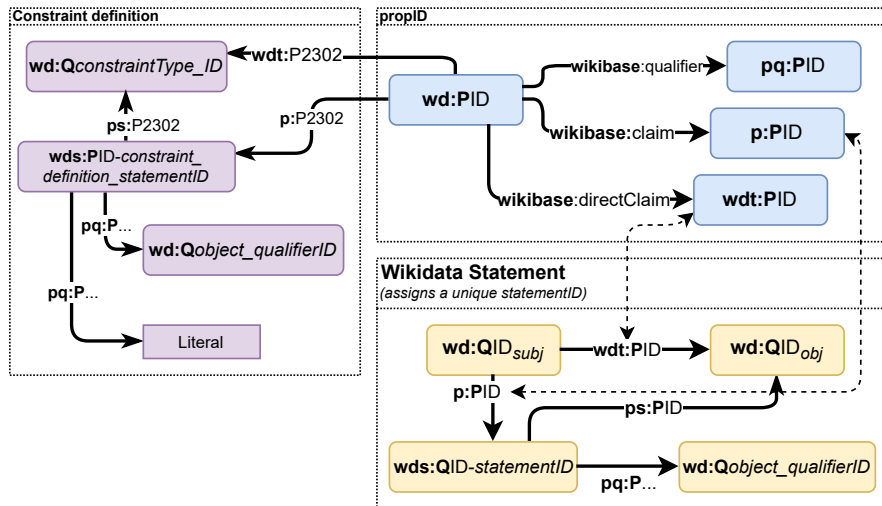 Constraint definition
wd:QconstraintType_ID
wdt:P2302
p:P2302
ps:P2302
wds:PID-constraint_
definition_statementID
pq:P...
wd:Qobject_qualifierID
pq:P...
Literal
propID
wd:PID
wikibase:qualifier
pq:PID
wikibase:claim
p:PID
wikibase:directClaim
wdt:PID
Wikidata Statement
(assigns a unique statementID)
wd:QIDsubj
wdt:PID
wd:QIDobj
p:PID
ps:PID
wds:QID-statementID
pq:P...
wd:Qobject_qualifierID